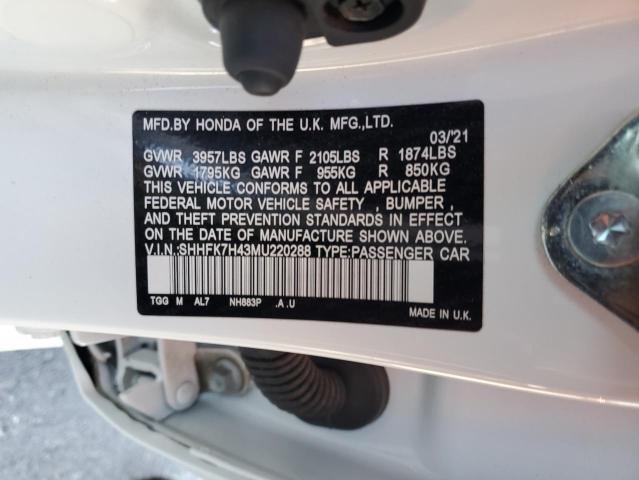 MFD.BY HONDA OF THE U.K. MFG.,LTD.
03/'21
GVWR 3957LBS GAWR F 2105LBS R 1874LBS
GVWR 1795KG GAWR F 955KG R 850KG
THIS VEHICLE CONFORMS TO ALL APPLICABLE
FEDERAL MOTOR VEHICLE SAFETY , BUMPER,
AND THEFT PREVENTION STANDARDS IN EFFECT
ON THE DATE OF MANUFACTURE SHOWN ABOVE.
V.I.N.:SHHFK7H43MU220288 TYPE:PASSENGER CAR
TGG M AL7 NH883P .A .U
MADE IN U.K.